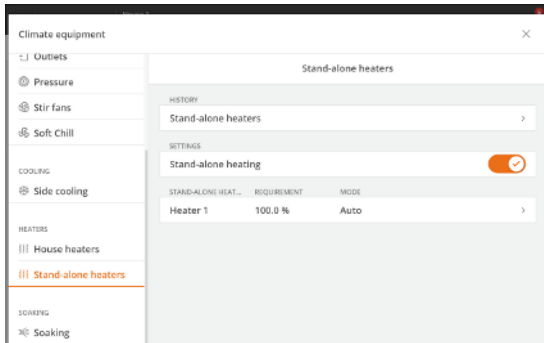 Climate equipment
Outlets
Pressure
Stir fans
Soft Chill
COOLING
Side cooling
HEATERS
House heaters
Stand-alone heaters
SOAKING
Soaking
Stand-alone heaters
HISTORY
Stand-alone heaters
SETTINGS
Stand-alone heating
STAND-ALONE HEAT... REQUIREMENT MODE
Heater 1 100.0 % Auto